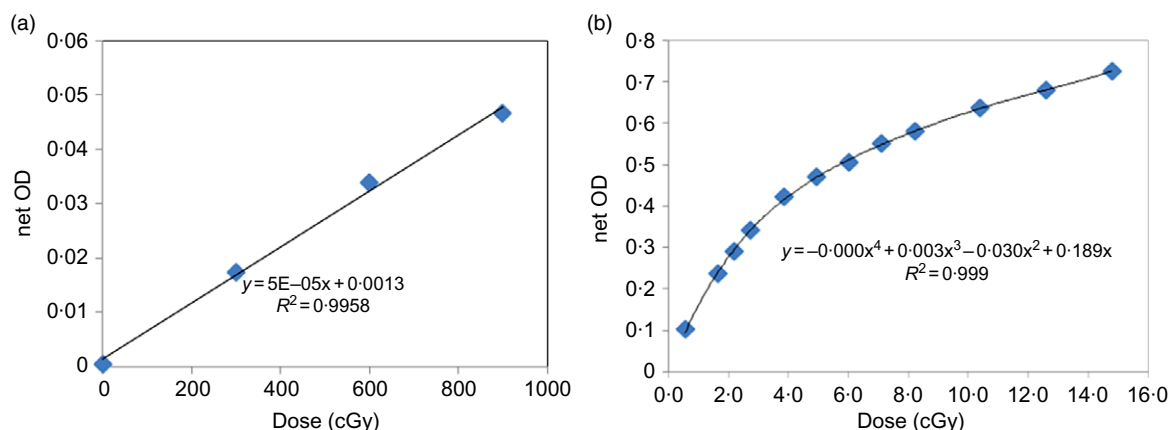 (a)
0·06
0·05
0·04
0·03
0·02
0·01
0
net OD
y = 5E–05x + 0·0013
R² = 0·9958
0 200 400 600 800 1000
Dose (cGy)
(b)
0·8
0·7
0·6
0·5
0·4
0·3
0·2
0·1
0
net OD
y = –0·000x⁴ + 0·003x³ – 0·030x² + 0·189x
R² = 0·999
0·0 2·0 4·0 6·0 8·0 10·0 12·0 14·0 16·0
Dose (cGy)